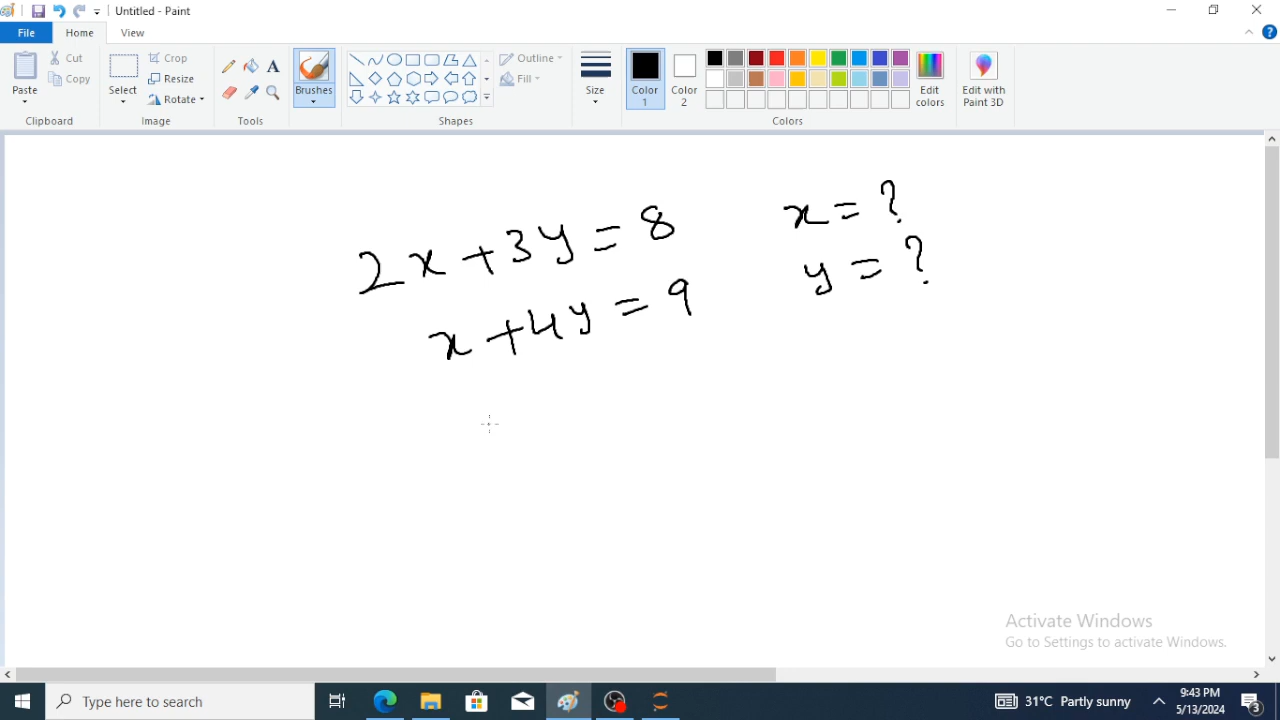 Untitled - Paint
File Home View
Paste Cut Copy
Clipboard
Select Crop Resize Rotate
Image
A
Tools
Brushes
Outline Fill
Shapes
Size
Color 1 Color 2
Edit colors
Colors
Edit with Paint 3D
2x + 3y = 8
x + 4y = 9
x = ?
y = ?
Activate Windows
Go to Settings to activate Windows.
Type here to search
31°C Partly sunny
9:43 PM
5/13/2024
3